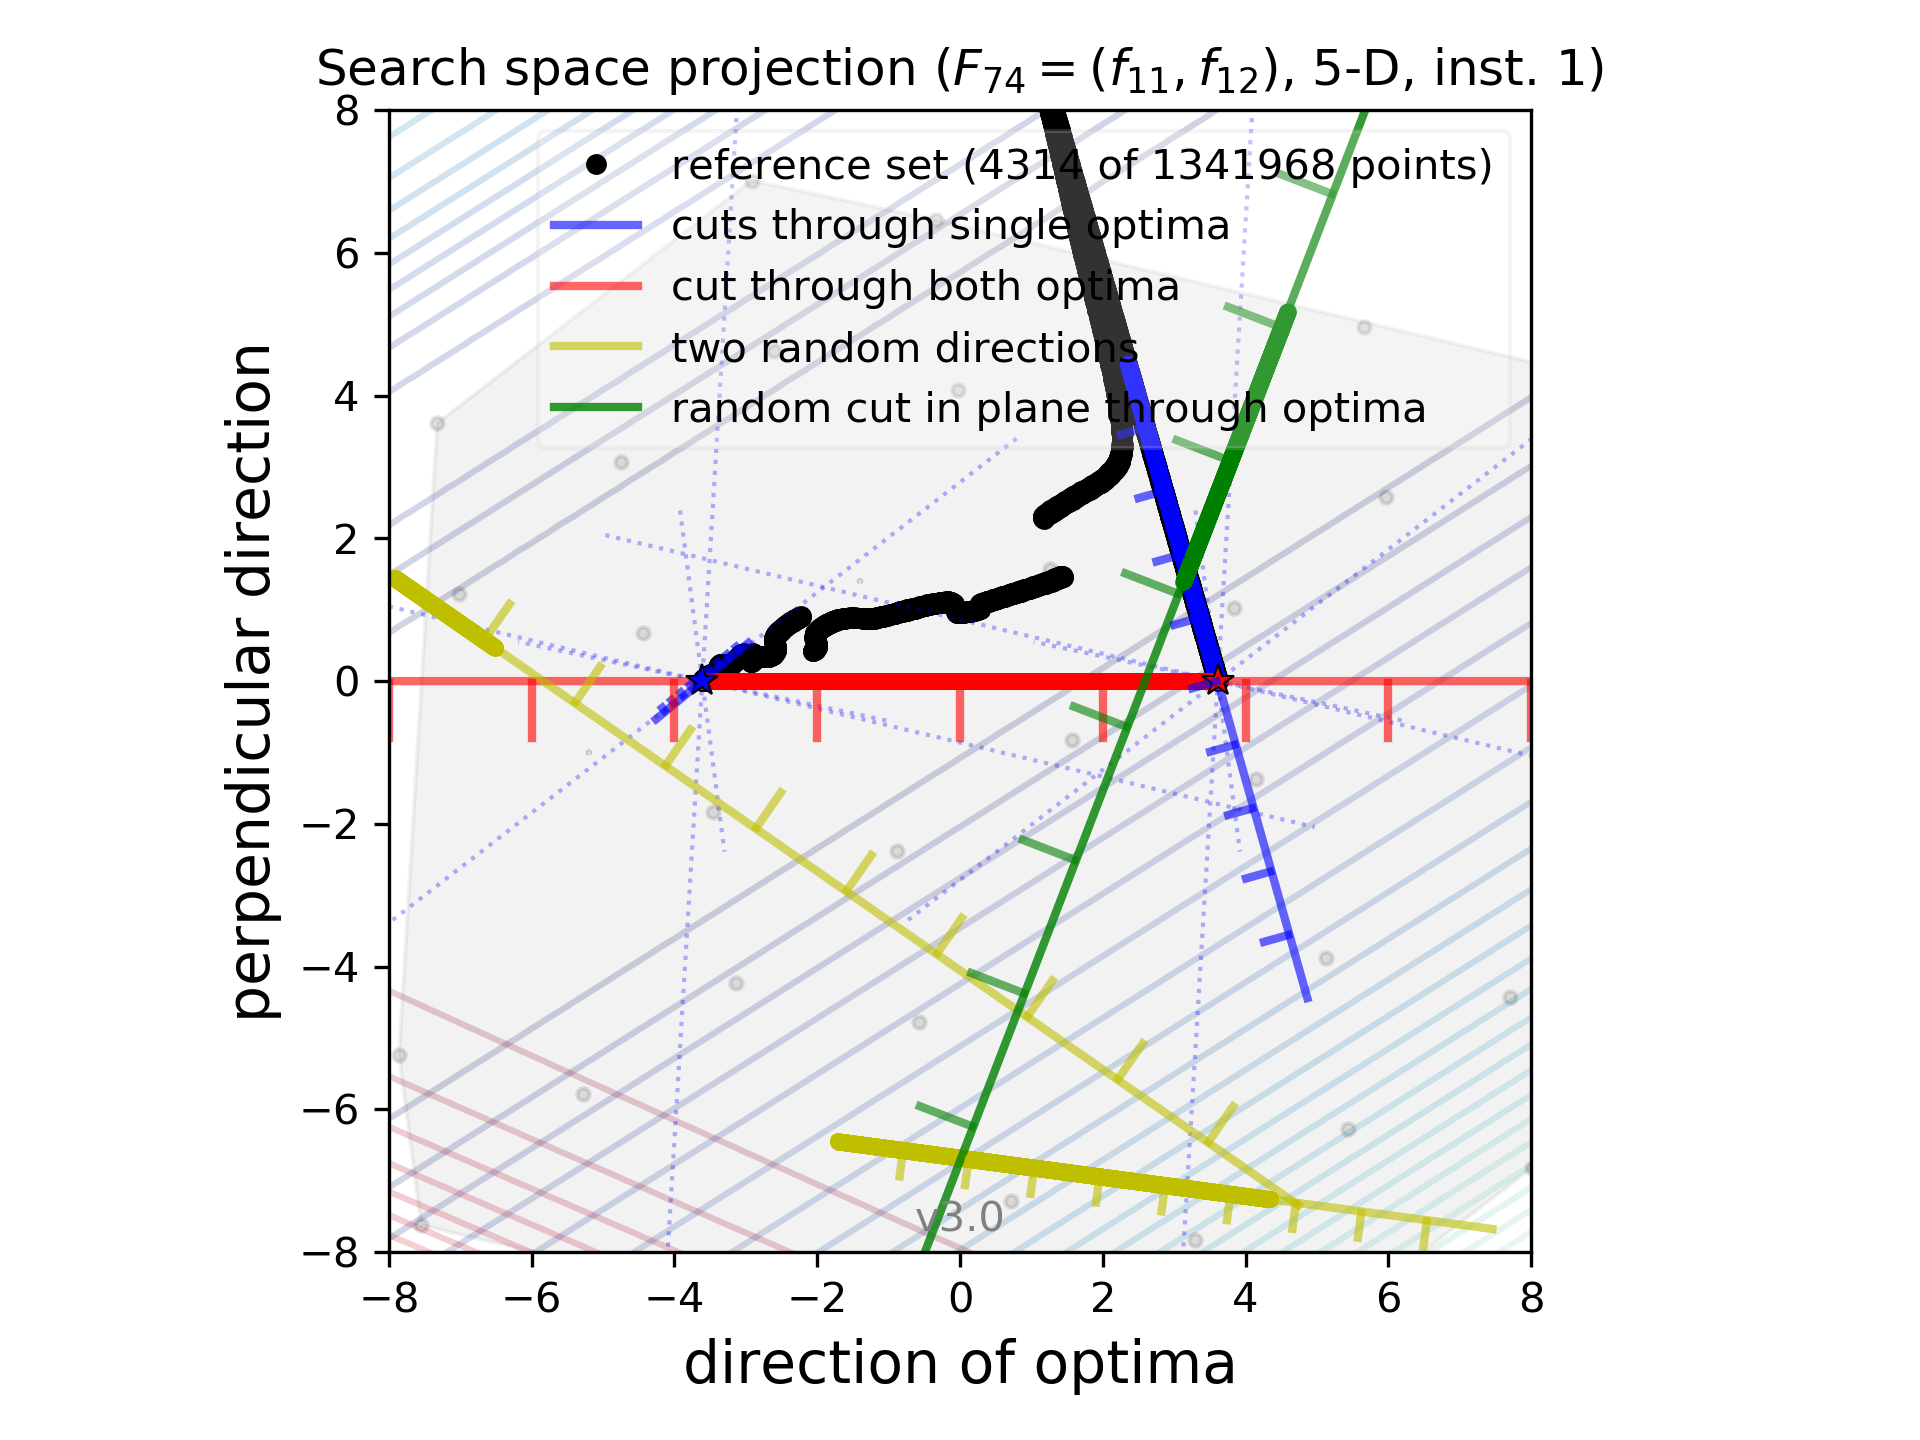 Search space projection (F74 = (f11, f12), 5-D, inst. 1)
8
6
4
2
0
−2
−4
−6
−8
perpendicular direction
reference set (4314 of 1341968 points)
cuts through single optima
cut through both optima
two random directions
random cut in plane through optima
v3.0
−8 −6 −4 −2 0 2 4 6 8
direction of optima